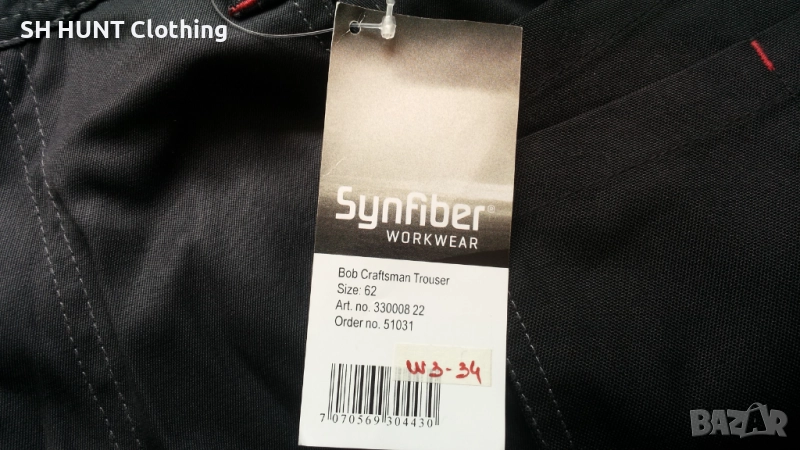 SH HUNT Clothing
Synfiber®
WORKWEAR
Bob Craftsman Trouser
Size: 62
Art. no. 330008 22
Order no. 51031
W3-34
7 070569 304430
BAZAR